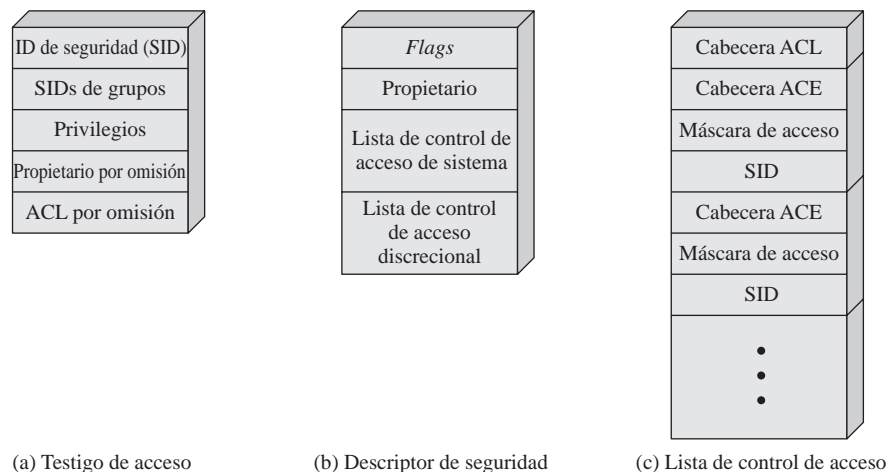 ID de seguridad (SID)
SIDs de grupos
Privilegios
Propietario por omisión
ACL por omisión
(a) Testigo de acceso
Flags
Propietario
Lista de control de
acceso de sistema
Lista de control
de acceso
discrecional
(b) Descriptor de seguridad
Cabecera ACL
Cabecera ACE
Máscara de acceso
SID
Cabecera ACE
Máscara de acceso
SID
(c) Lista de control de acceso